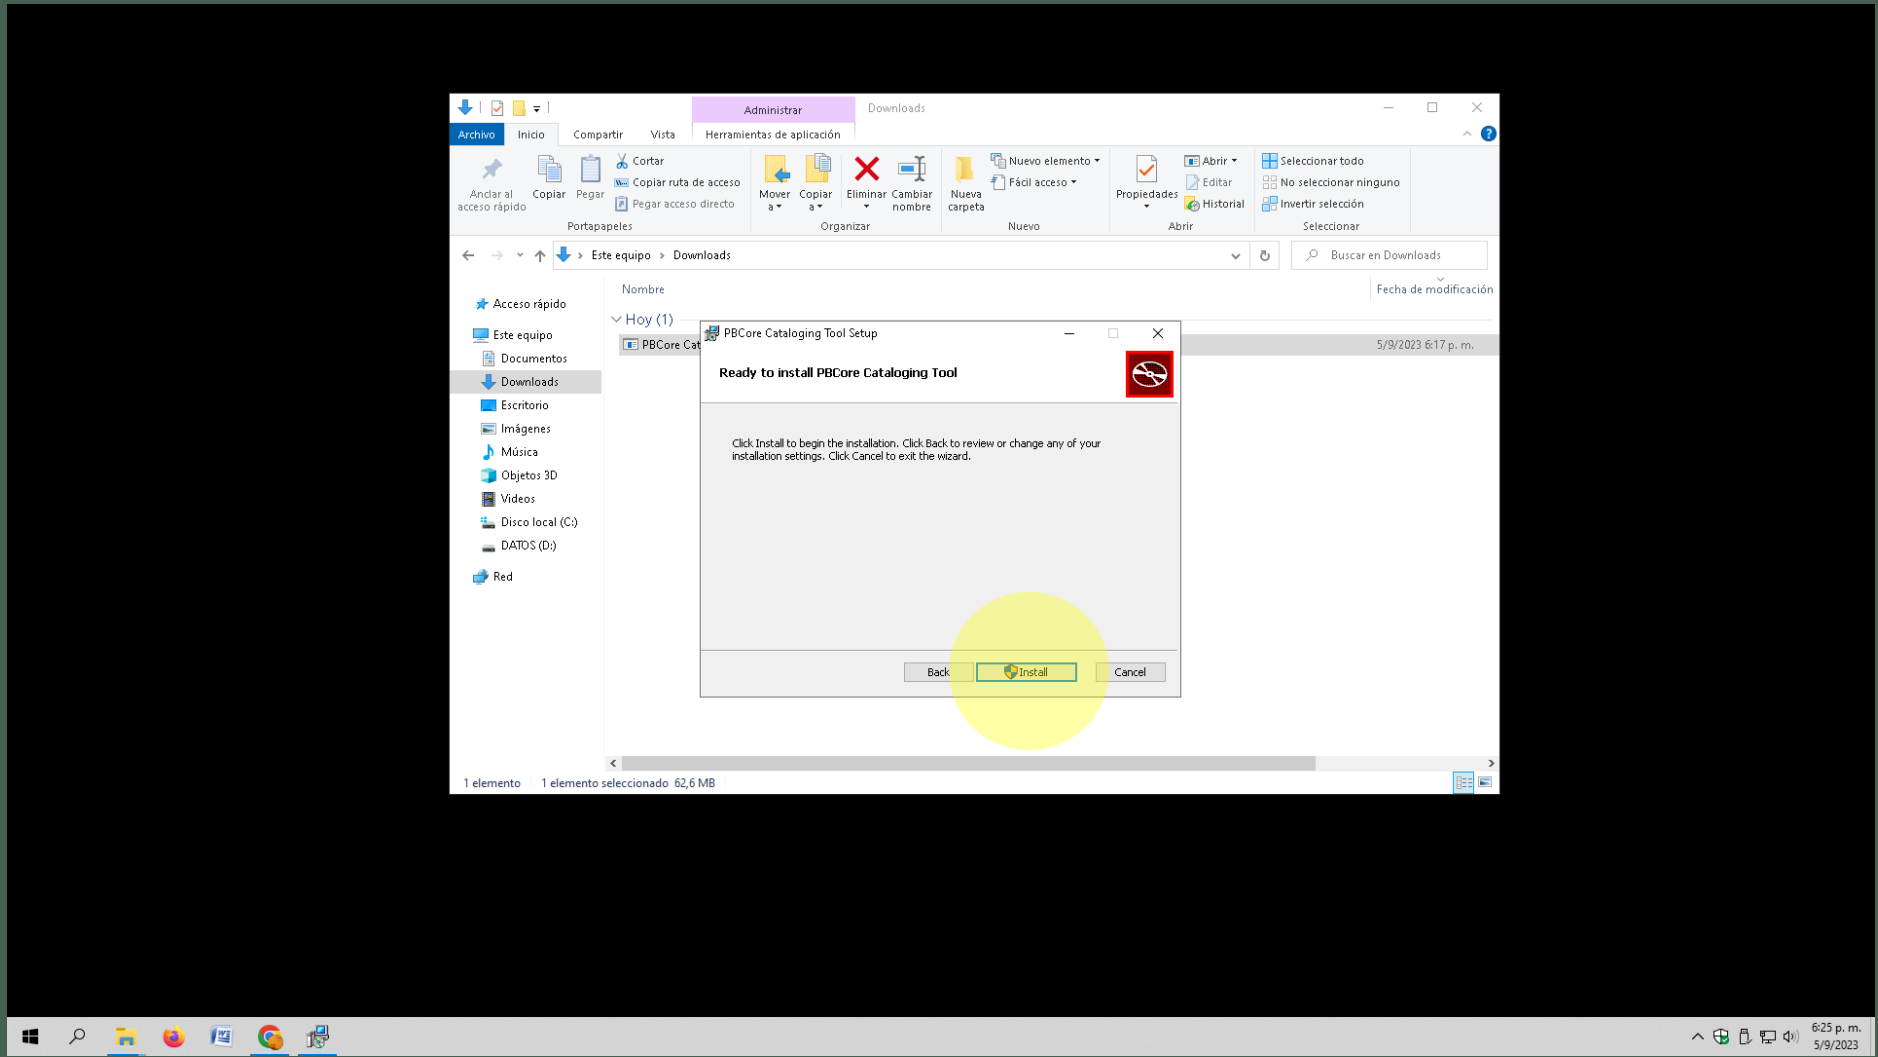 Administrar
Downloads
Archivo
Inicio
Compartir
Vista
Herramientas de aplicación
Anclar al
acceso rápido
Copiar
Pegar
Cortar
Copiar ruta de acceso
Pegar acceso directo
Portapapeles
Mover
a
Copiar
a
Eliminar
Cambiar
nombre
Organizar
Nueva
carpeta
Nuevo elemento
Fácil acceso
Nuevo
Propiedades
Abrir
Editar
Historial
Abrir
Seleccionar todo
No seleccionar ninguno
Invertir selección
Seleccionar
Este equipo
Downloads
Buscar en Downloads
Nombre
Fecha de modificación
Acceso rápido
Este equipo
Documentos
Downloads
Escritorio
Imágenes
Música
Objetos 3D
Videos
Disco local (C:)
DATOS (D:)
Red
Hoy (1)
PBCore Cat
5/9/2023 6:17 p. m.
PBCore Cataloging Tool Setup
Ready to install PBCore Cataloging Tool
Click Install to begin the installation. Click Back to review or change any of your
installation settings. Click Cancel to exit the wizard.
Back
Install
Cancel
1 elemento
1 elemento seleccionado 62,6 MB
6:25 p. m.
5/9/2023